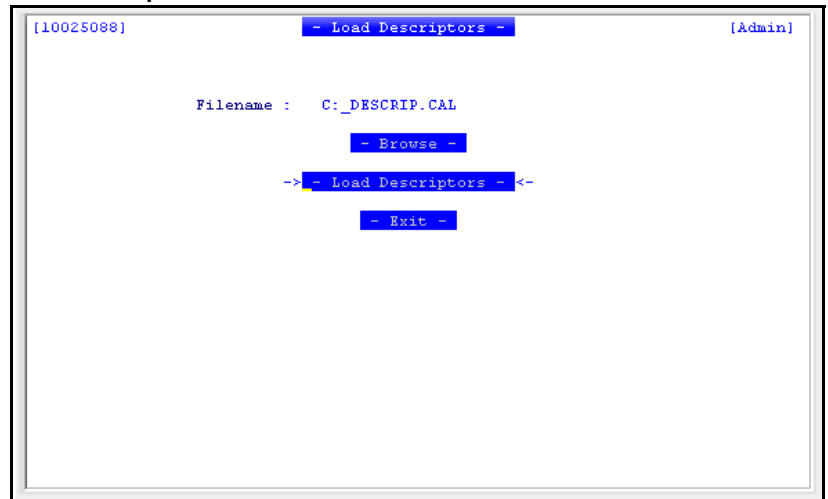 [10025088] - Load Descriptors - [Admin]
Filename : C:_DESCRIP.CAL
- Browse -
-> - Load Descriptors - <-
- Exit -